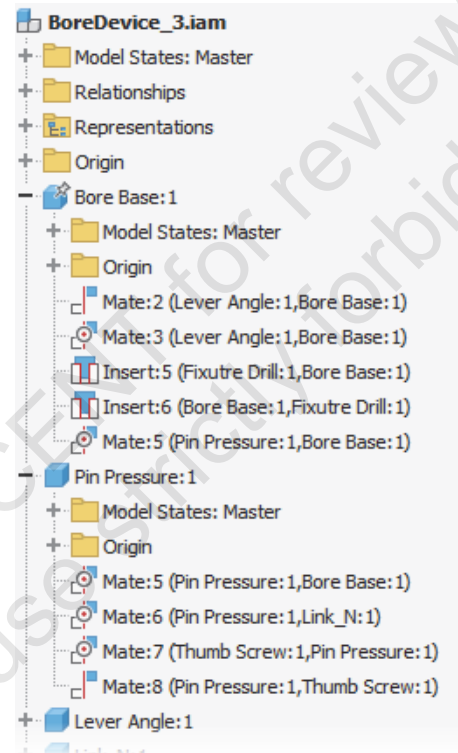 BoreDevice_3.iam
Model States: Master
Relationships
Representations
Origin
Bore Base:1
Model States: Master
Origin
Mate:2 (Lever Angle:1,Bore Base:1)
Mate:3 (Lever Angle:1,Bore Base:1)
Insert:5 (Fixutre Drill:1,Bore Base:1)
Insert:6 (Bore Base:1,Fixutre Drill:1)
Mate:5 (Pin Pressure:1,Bore Base:1)
Pin Pressure:1
Model States: Master
Origin
Mate:5 (Pin Pressure:1,Bore Base:1)
Mate:6 (Pin Pressure:1,Link_N:1)
Mate:7 (Thumb Screw:1,Pin Pressure:1)
Mate:8 (Pin Pressure:1,Thumb Screw:1)
Lever Angle:1